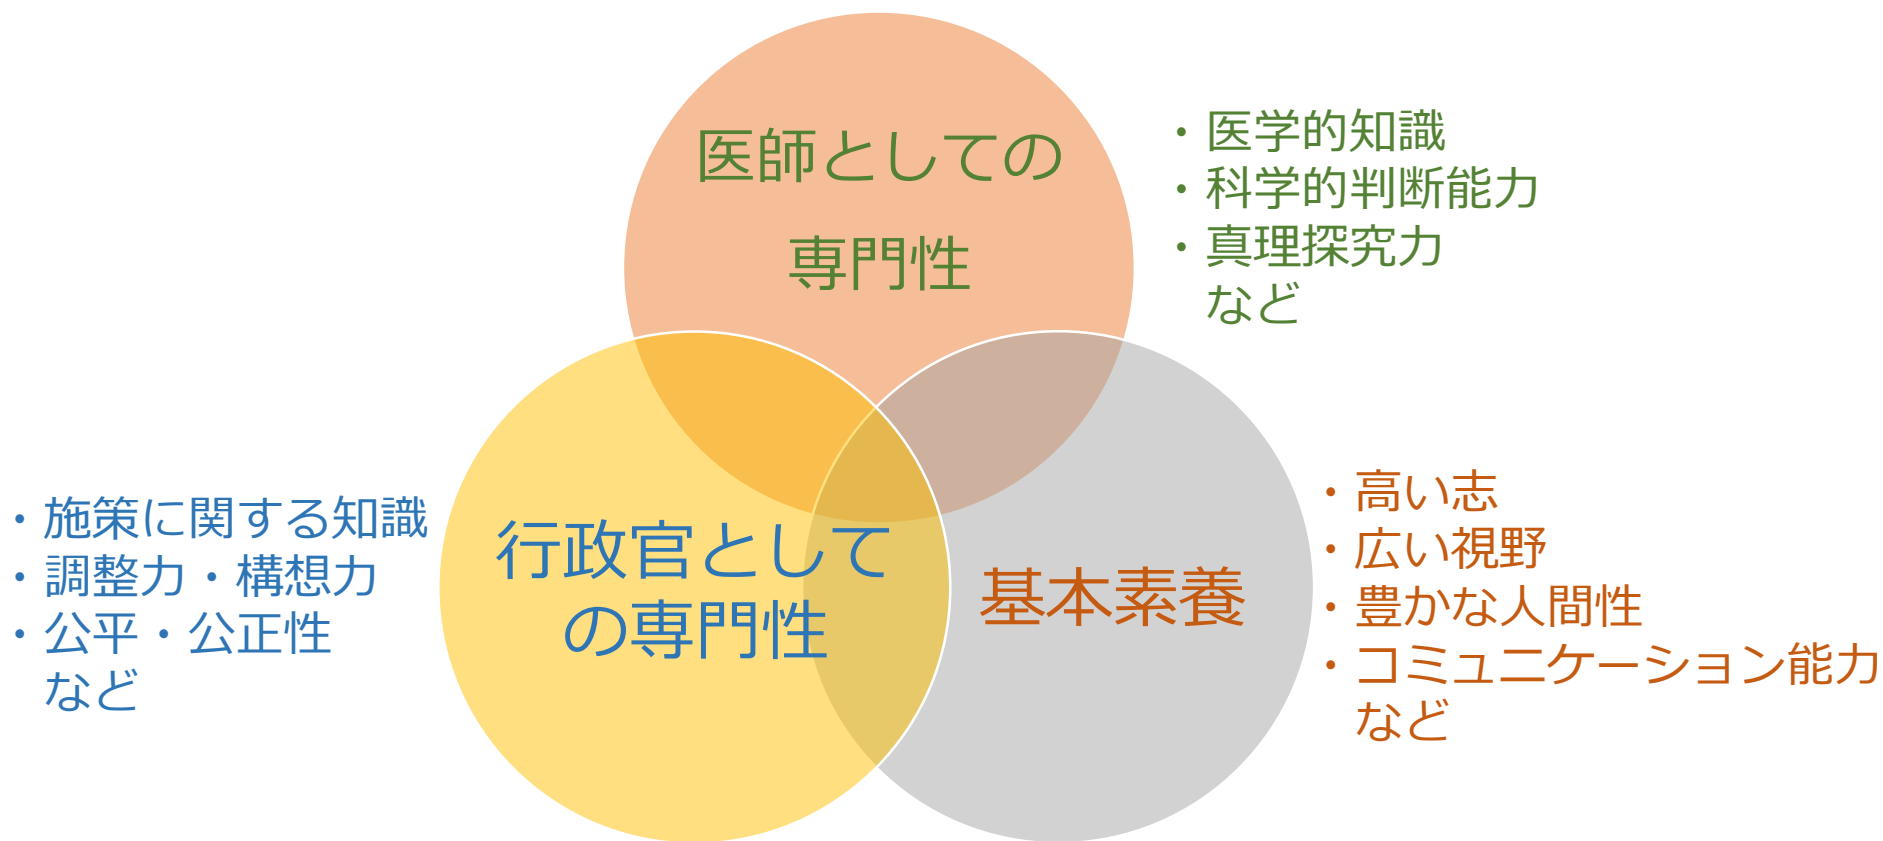 医師としての
専門性
・医学的知識
・科学的判断能力
・真理探究力
など
行政官として
の専門性
・施策に関する知識
・調整力・構想力
・公平・公正性
など
基本素養
・高い志
・広い視野
・豊かな人間性
・コミュニケーション能力
など